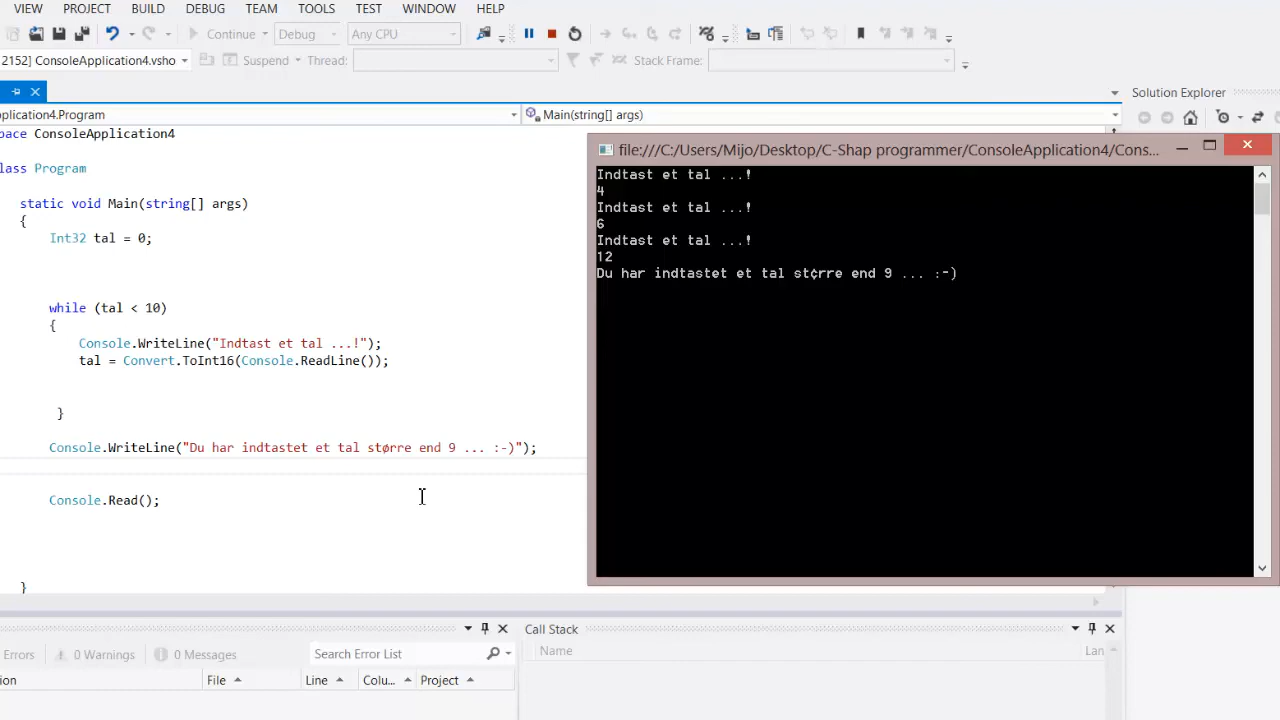 VIEW PROJECT BUILD DEBUG TEAM TOOLS TEST WINDOW HELP
Continue Debug Any CPU
2152] ConsoleApplication4.vsho Suspend Thread: Stack Frame:
Solution Explorer
plication4.Program Main(string[] args)
pace ConsoleApplication4
lass Program
static void Main(string[] args)
{
Int32 tal = 0;
while (tal < 10)
{
Console.WriteLine("Indtast et tal ...!");
tal = Convert.ToInt16(Console.ReadLine());
}
Console.WriteLine("Du har indtastet et tal større end 9 ... :-)");
Console.Read();
}
file:///C:/Users/Mijo/Desktop/C-Shap programmer/ConsoleApplication4/Cons...
Indtast et tal ...!
4
Indtast et tal ...!
6
Indtast et tal ...!
12
Du har indtastet et tal st¢rre end 9 ... :-)
Errors 0 Warnings 0 Messages Search Error List
ion File Line Colu... Project
Call Stack
Name Lan